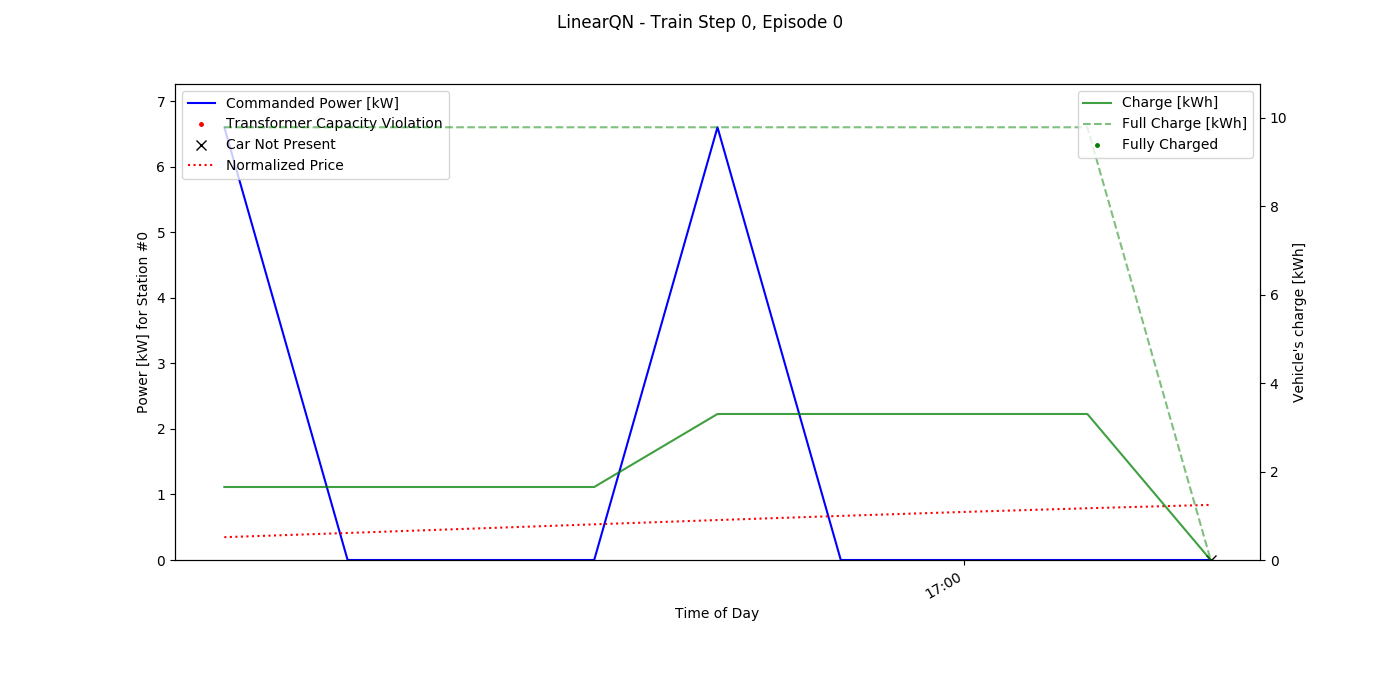 LinearQN - Train Step 0, Episode 0
Commanded Power [kW]
Transformer Capacity Violation
Car Not Present
Normalized Price
Charge [kWh]
Full Charge [kWh]
Fully Charged
7
6
5
4
3
2
1
0
Power [kW] for Station #0
10
8
6
4
2
0
Vehicle's charge [kWh]
17:00
Time of Day